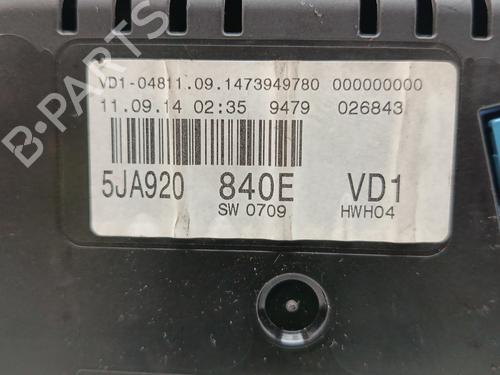 VD1-04811.09.1473949780 000000000
11.09.14 02:35 9479 026843
5JA920 840E VD1
SW 0709 HWH04
B-PARTS